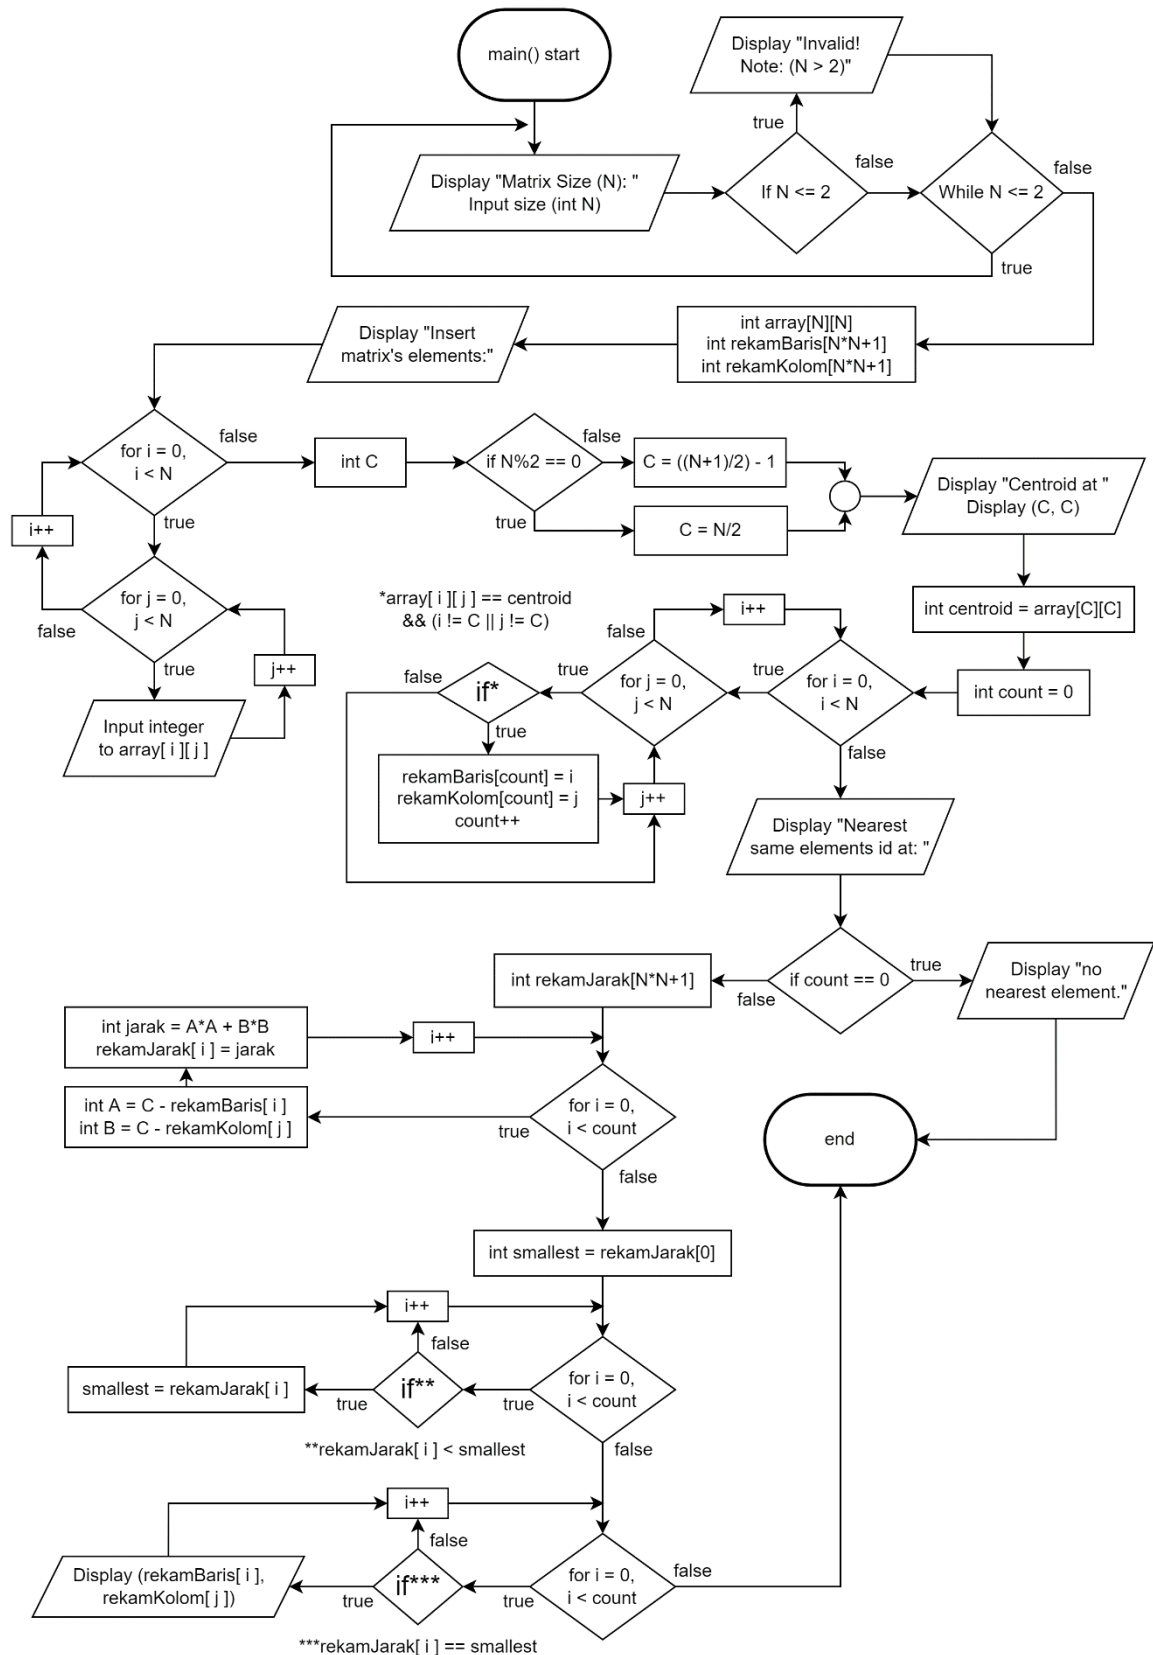 main() start
Display "Invalid!
Note: (N > 2)"
true
Display "Matrix Size (N): "
Input size (int N)
If N <= 2
false
While N <= 2
false
true
int array[N][N]
int rekamBaris[N*N+1]
int rekamKolom[N*N+1]
Display "Insert
matrix's elements:"
for i = 0,
i < N
false
true
i++
for j = 0,
j < N
false
true
j++
Input integer
to array[ i ][ j ]
int C
if N%2 == 0
false
true
C = ((N+1)/2) - 1
C = N/2
Display "Centroid at "
Display (C, C)
int centroid = array[C][C]
int count = 0
*array[ i ][ j ] == centroid
&& (i != C || j != C)
i++
for i = 0,
i < N
true
false
for j = 0,
j < N
false
true
if*
false
true
rekamBaris[count] = i
rekamKolom[count] = j
count++
j++
Display "Nearest
same elements id at: "
if count == 0
true
false
Display "no
nearest element."
int rekamJarak[N*N+1]
int jarak = A*A + B*B
rekamJarak[ i ] = jarak
i++
int A = C - rekamBaris[ i ]
int B = C - rekamKolom[ j ]
for i = 0,
i < count
true
false
end
int smallest = rekamJarak[0]
i++
false
smallest = rekamJarak[ i ]
true
if**
true
for i = 0,
i < count
false
**rekamJarak[ i ] < smallest
i++
false
Display (rekamBaris[ i ],
rekamKolom[ j ])
true
if***
true
for i = 0,
i < count
false
***rekamJarak[ i ] == smallest